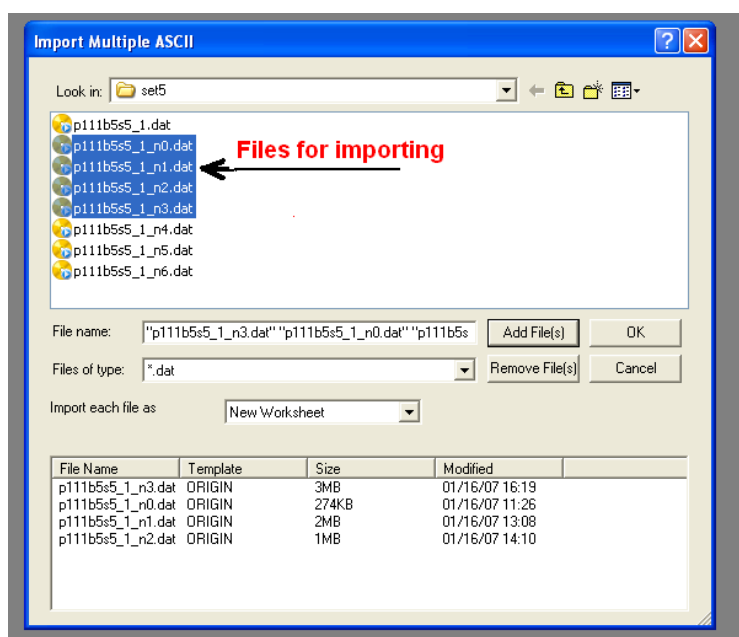 Import Multiple ASCII
Look in: set5
p111b5s5_1.dat
p111b5s5_1_n0.dat
Files for importing
p111b5s5_1_n1.dat
p111b5s5_1_n2.dat
p111b5s5_1_n3.dat
p111b5s5_1_n4.dat
p111b5s5_1_n5.dat
p111b5s5_1_n6.dat
File name: "p111b5s5_1_n3.dat" "p111b5s5_1_n0.dat" "p111b5s Add File(s) OK
Files of type: *.dat Remove File(s) Cancel
Import each file as New Worksheet
File Name Template Size Modified
p111b5s5_1_n3.dat ORIGIN 3MB 01/16/07 16:19
p111b5s5_1_n0.dat ORIGIN 274KB 01/16/07 11:26
p111b5s5_1_n1.dat ORIGIN 2MB 01/16/07 13:08
p111b5s5_1_n2.dat ORIGIN 1MB 01/16/07 14:10